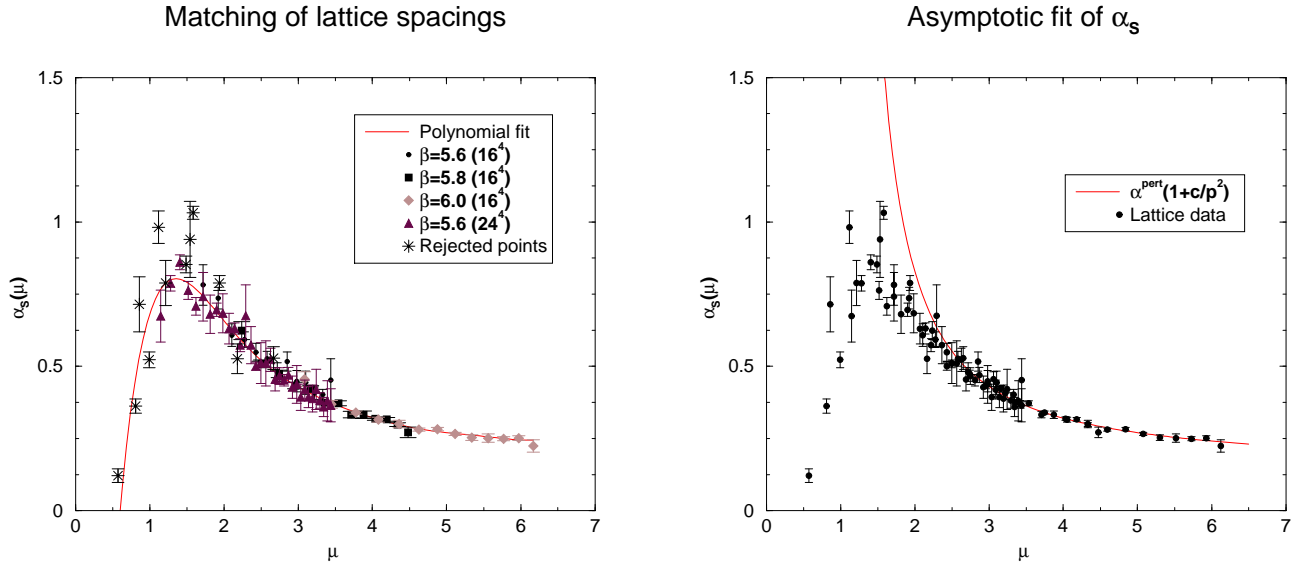 Matching of lattice spacings
1.5
1
0.5
0
αs(μ)
0 1 2 3 4 5 6 7
μ
Polynomial fit
β=5.6 (16⁴)
β=5.8 (16⁴)
β=6.0 (16⁴)
β=5.6 (24⁴)
Rejected points
Asymptotic fit of αs
1.5
1
0.5
0
αs(μ)
0 1 2 3 4 5 6 7
μ
α^pert(1+c/p²)
Lattice data